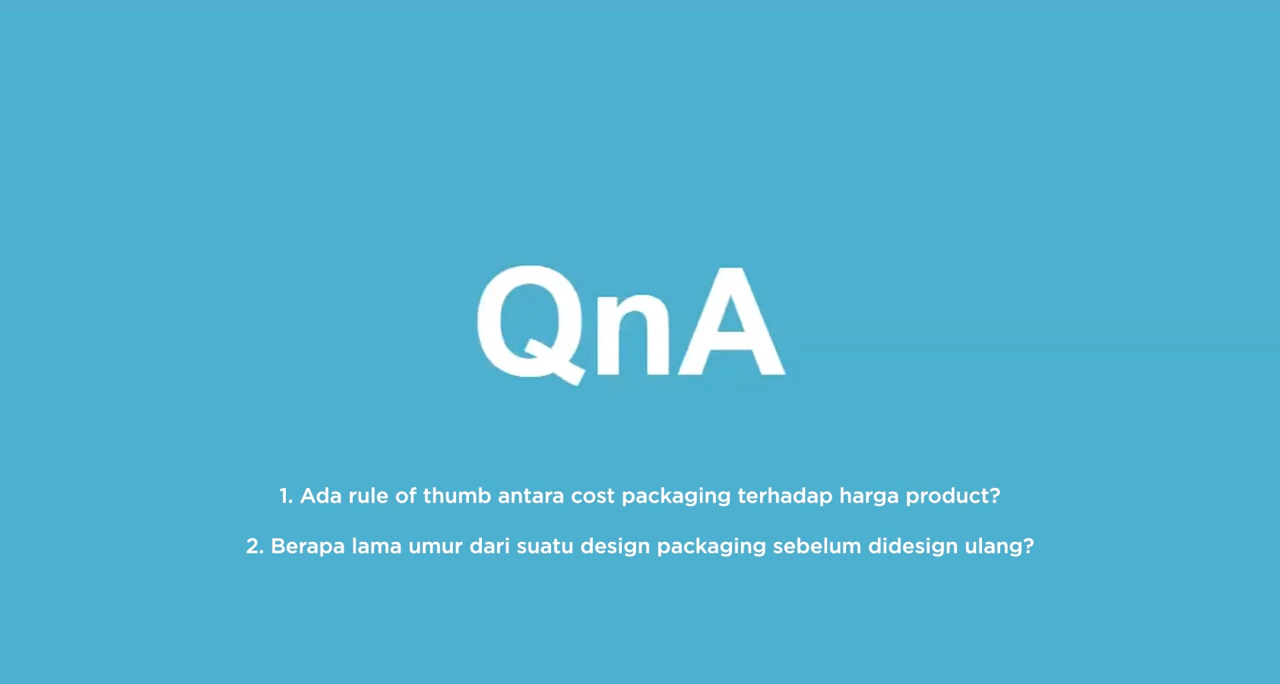 QnA
1. Ada rule of thumb antara cost packaging terhadap harga product?
2. Berapa lama umur dari suatu design packaging sebelum didesign ulang?